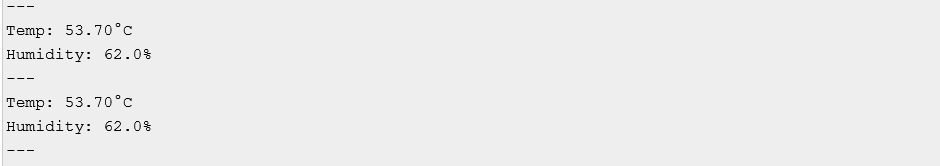 ---
Temp: 53.70°C
Humidity: 62.0%
---
Temp: 53.70°C
Humidity: 62.0%
---